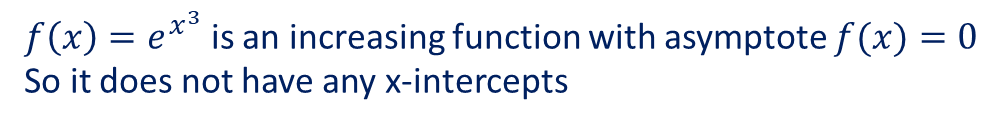 f(x) = e^{x^3} is an increasing function with asymptote f(x) = 0
So it does not have any x-intercepts